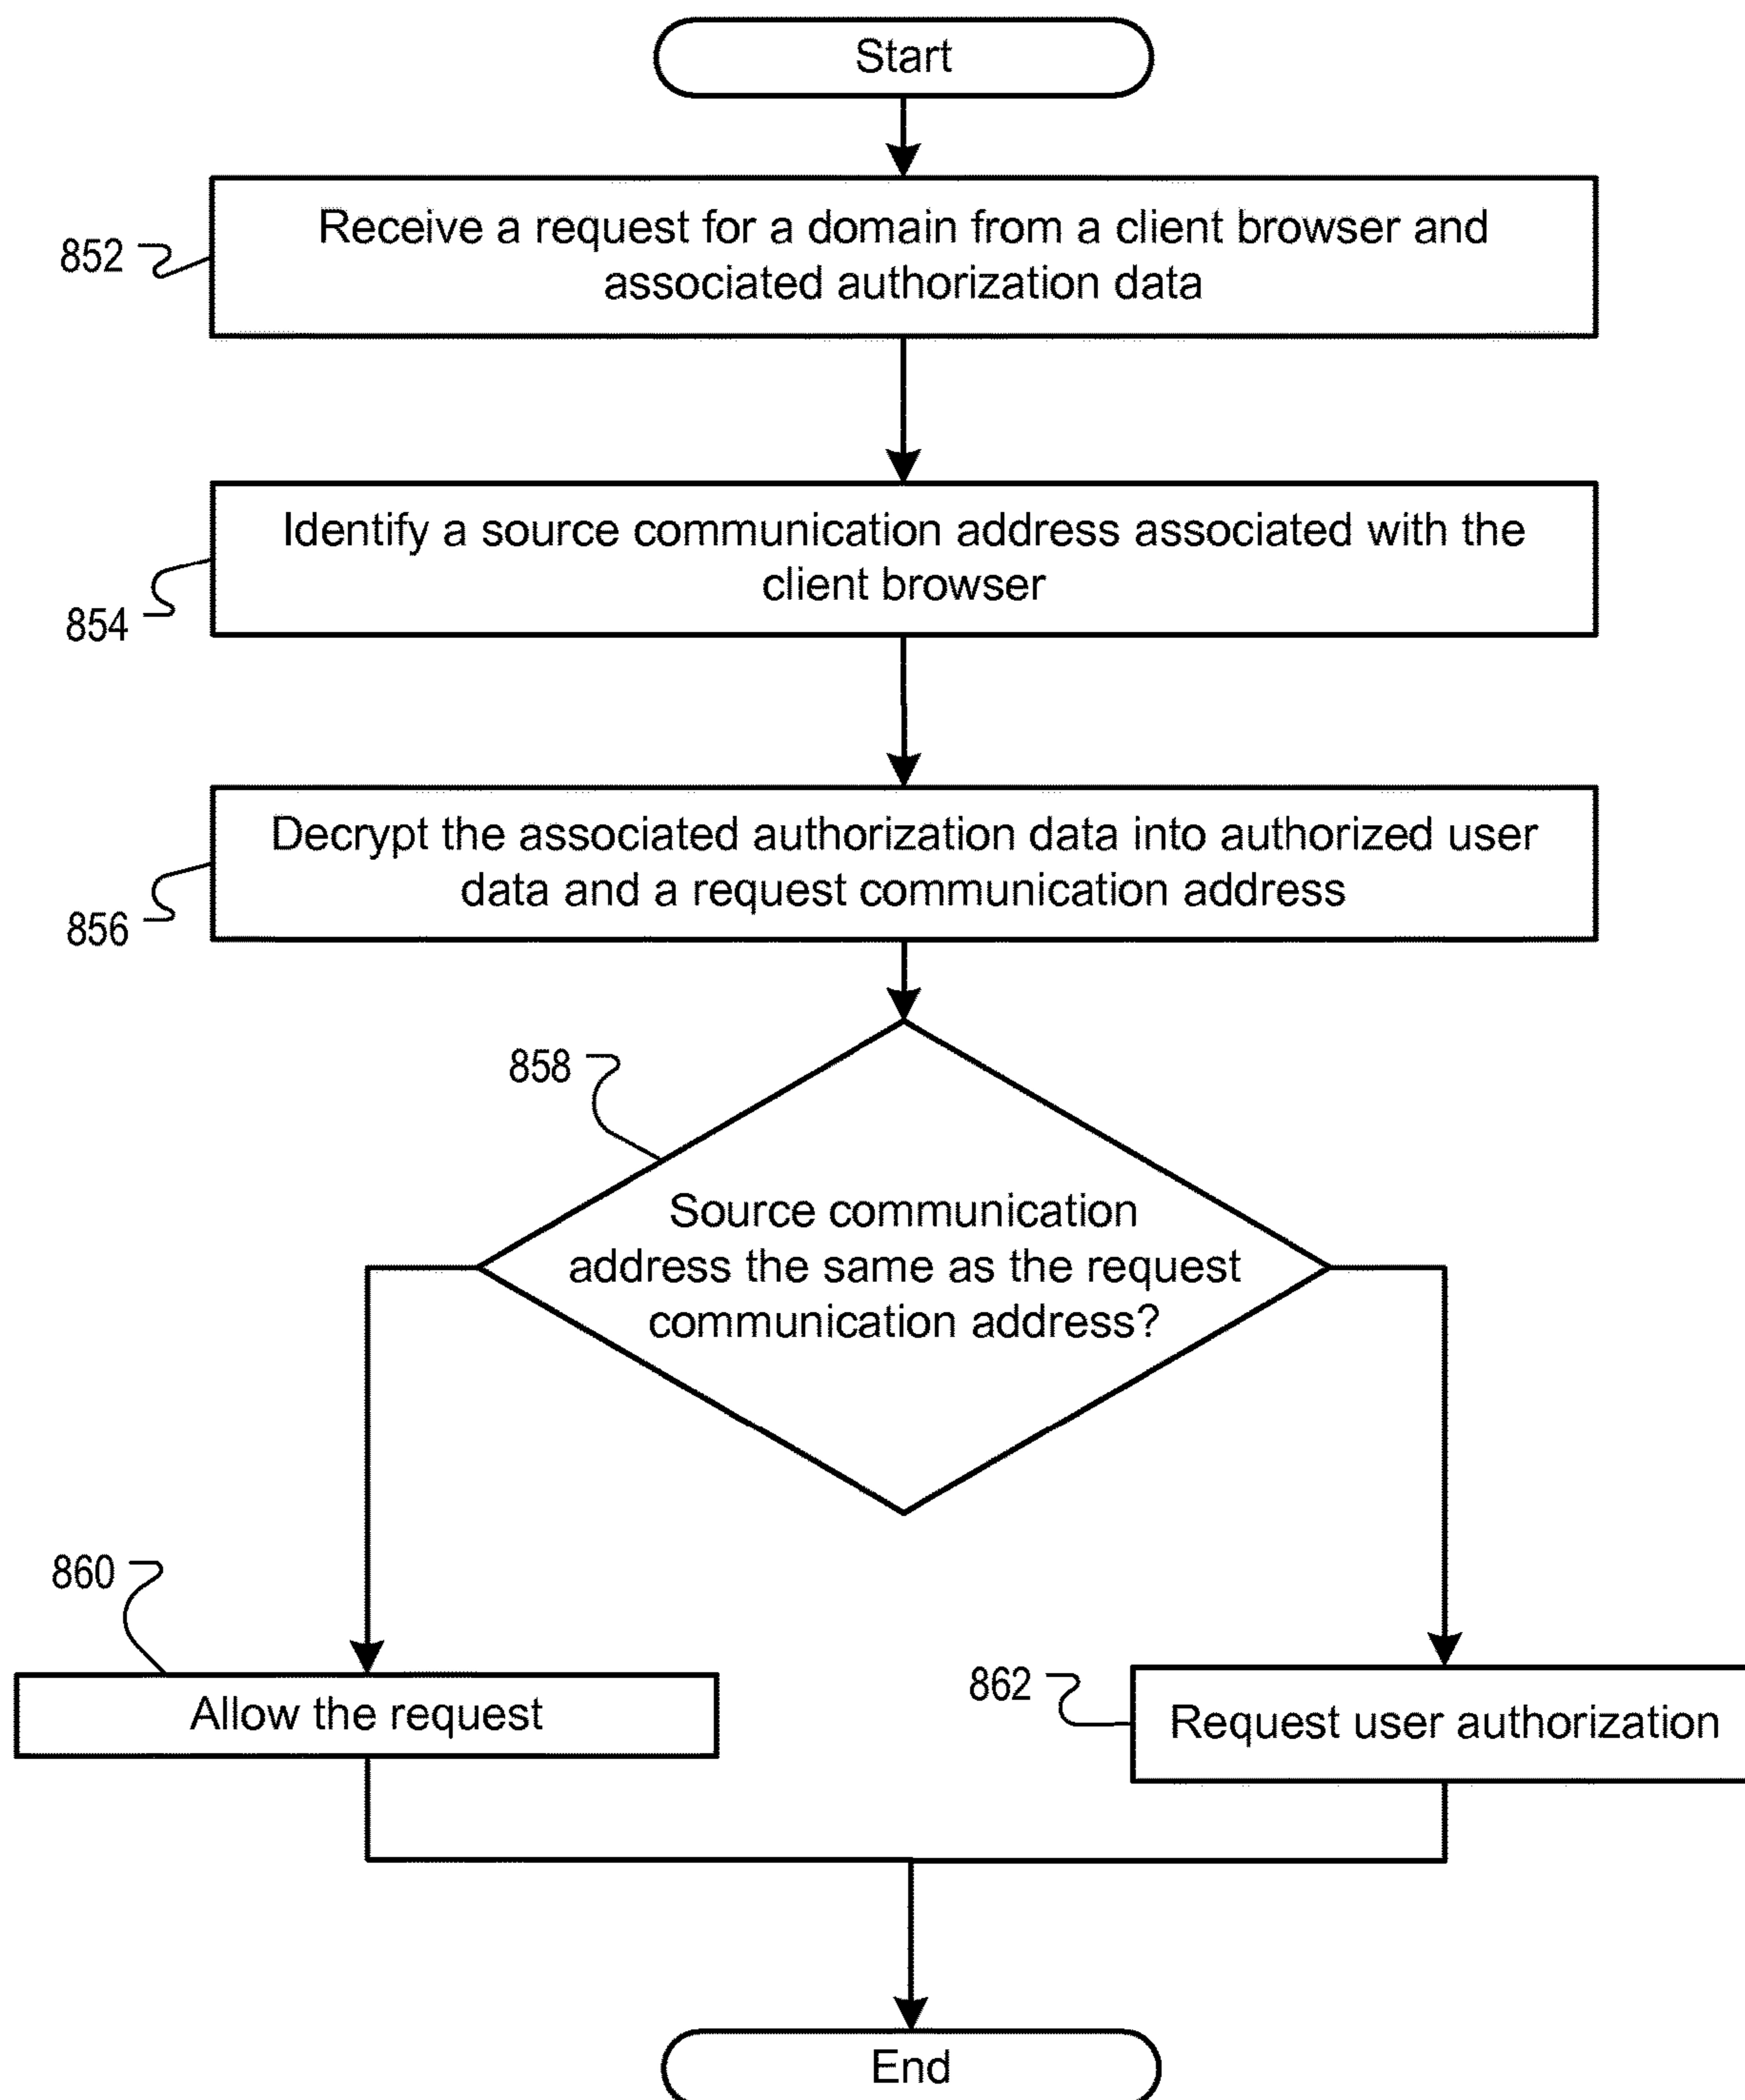 Start
Receive a request for a domain from a client browser and
associated authorization data
852
Identify a source communication address associated with the
client browser
854
Decrypt the associated authorization data into authorized user
data and a request communication address
856
858
Source communication
address the same as the request
communication address?
860
Allow the request
862
Request user authorization
End